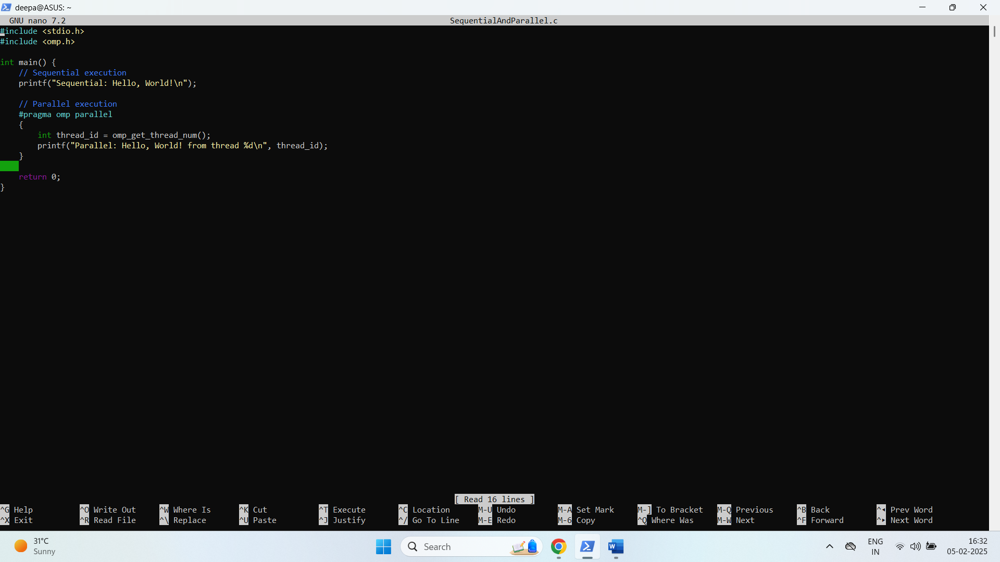 deepa@ASUS: ~
GNU nano 7.2 SequentialAndParallel.c
#include <stdio.h>
#include <omp.h>
int main() {
    // Sequential execution
    printf("Sequential: Hello, World!\n");
    // Parallel execution
    #pragma omp parallel
    {
        int thread_id = omp_get_thread_num();
        printf("Parallel: Hello, World! from thread %d\n", thread_id);
    }
    return 0;
}
[ Read 16 lines ]
^G Help ^O Write Out ^W Where Is ^K Cut ^T Execute ^C Location M-U Undo M-A Set Mark M-] To Bracket M-Q Previous ^B Back ^◂ Prev Word
^X Exit ^R Read File ^\ Replace ^U Paste ^J Justify ^/ Go To Line M-E Redo M-6 Copy ^Q Where Was M-W Next ^F Forward ^▸ Next Word
31°C
Sunny
Search
W
ENG
IN
16:32
05-02-2025